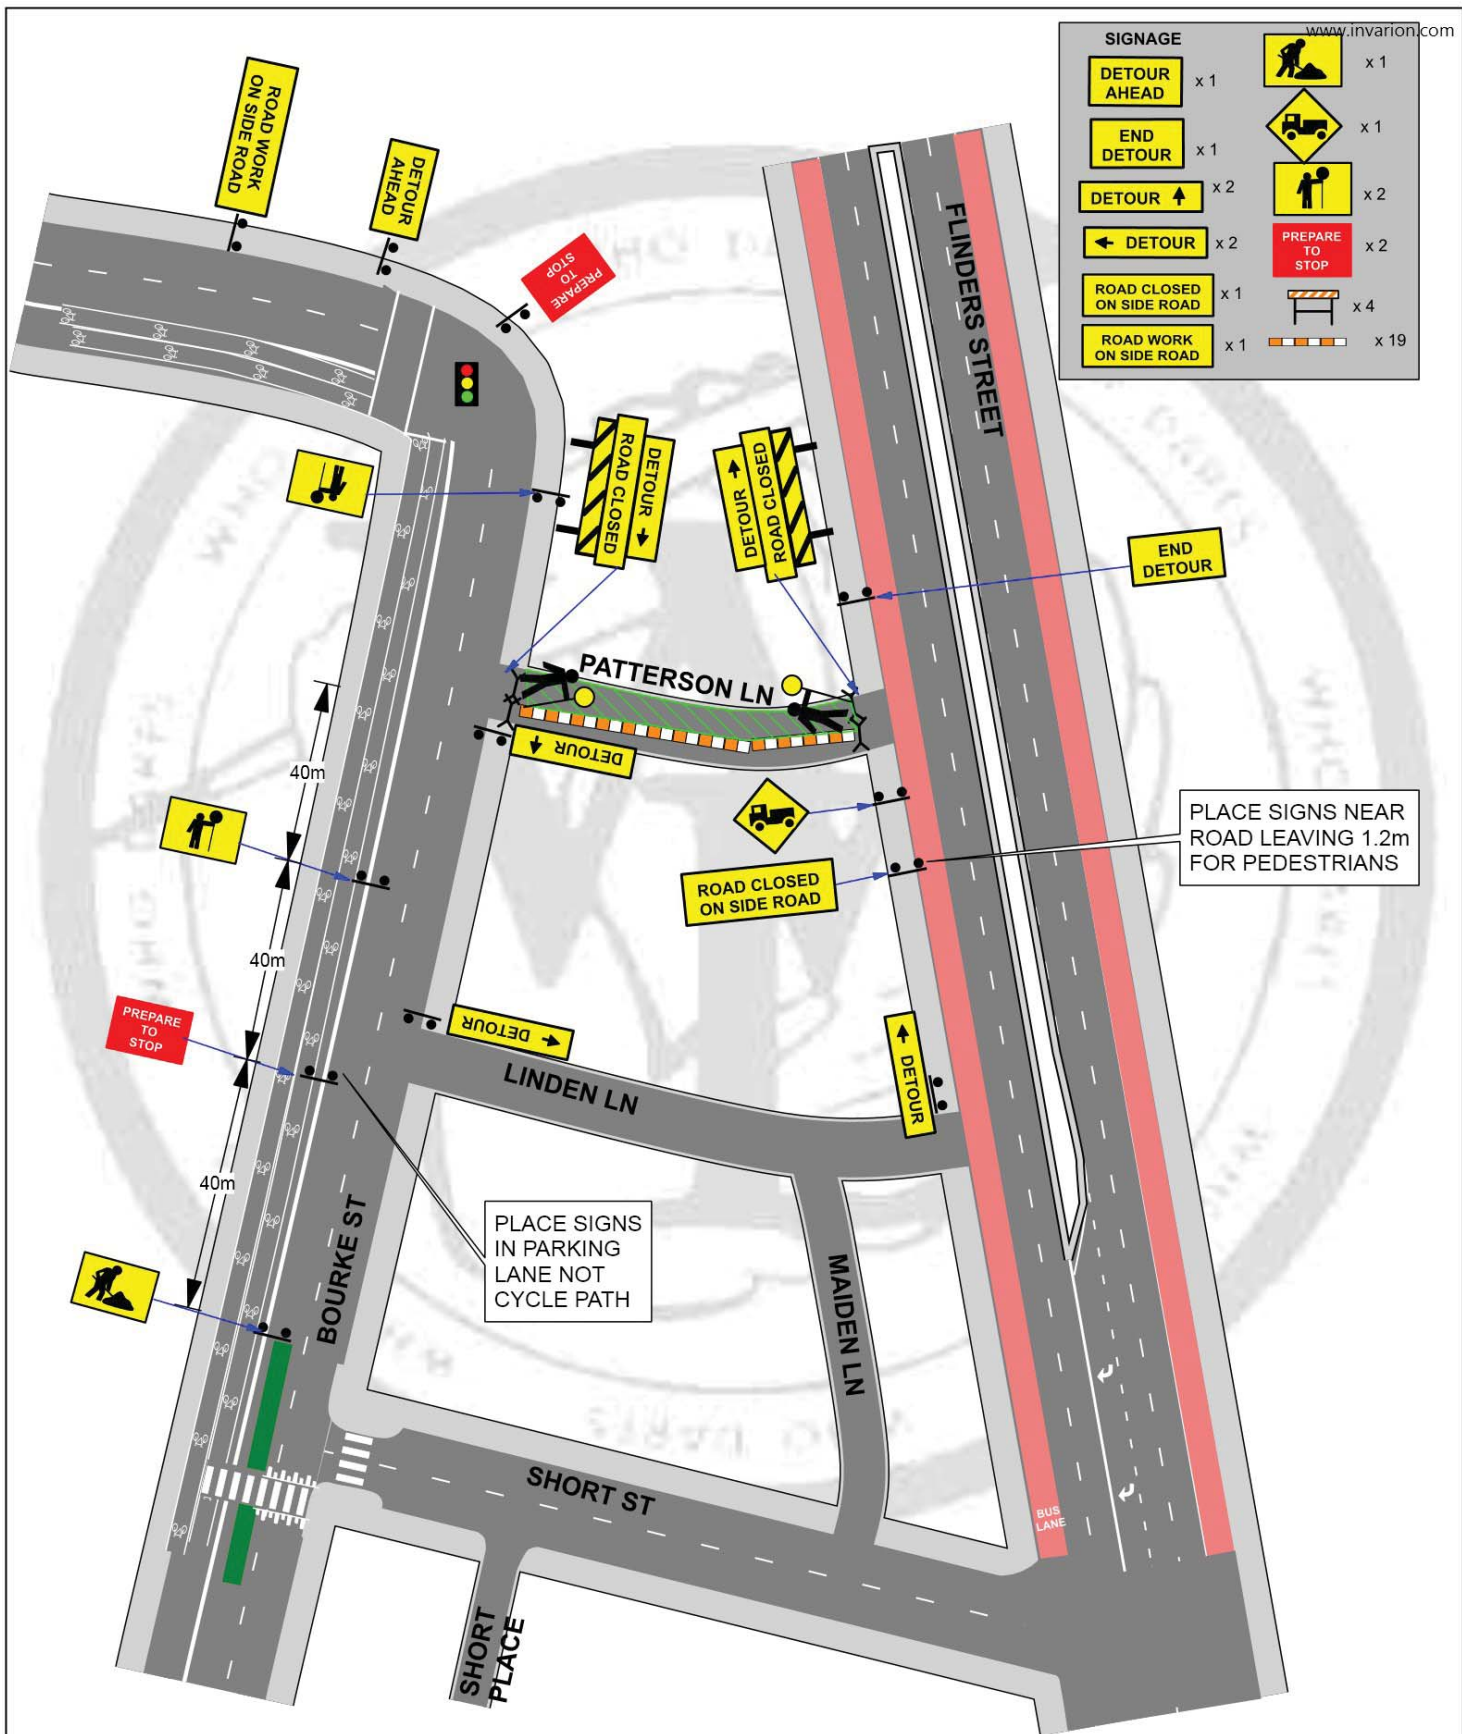 www.invarion.com
SIGNAGE
DETOUR
AHEAD
x 1
END
DETOUR
x 1
DETOUR
x 2
DETOUR
x 2
ROAD CLOSED
ON SIDE ROAD
x 1
ROAD WORK
ON SIDE ROAD
x 1
x 1
x 1
x 2
PREPARE
TO
STOP
x 2
x 4
x 19
ROAD WORK
ON SIDE ROAD
DETOUR
AHEAD
PREPARE
TO
STOP
FLINDERS STREET
ROAD CLOSED
DETOUR
DETOUR
ROAD CLOSED
END
DETOUR
PATTERSON LN
DETOUR
40m
40m
40m
ROAD CLOSED
ON SIDE ROAD
PLACE SIGNS NEAR
ROAD LEAVING 1.2m
FOR PEDESTRIANS
PREPARE
TO
STOP
DETOUR
LINDEN LN
DETOUR
PLACE SIGNS
IN PARKING
LANE NOT
CYCLE PATH
BOURKE ST
MAIDEN LN
SHORT ST
BUS
LANE
SHORT
PLACE